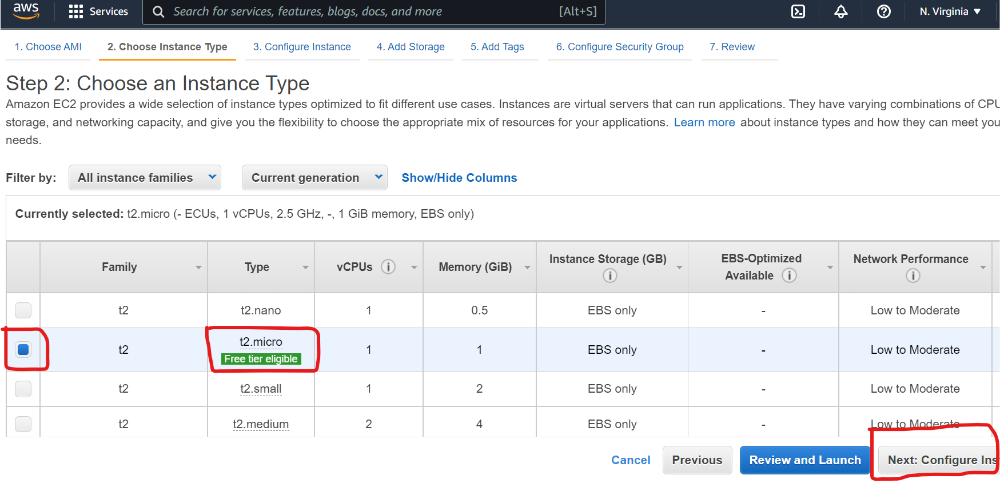 aws
Services
Search for services, features, blogs, docs, and more
[Alt+S]
N. Virginia
1. Choose AMI
2. Choose Instance Type
3. Configure Instance
4. Add Storage
5. Add Tags
6. Configure Security Group
7. Review
Step 2: Choose an Instance Type
Amazon EC2 provides a wide selection of instance types optimized to fit different use cases. Instances are virtual servers that can run applications. They have varying combinations of CPU
storage, and networking capacity, and give you the flexibility to choose the appropriate mix of resources for your applications. Learn more about instance types and how they can meet you
needs.
Filter by:
All instance families
Current generation
Show/Hide Columns
Currently selected: t2.micro (- ECUs, 1 vCPUs, 2.5 GHz, -, 1 GiB memory, EBS only)
Family
Type
vCPUs
Memory (GiB)
Instance Storage (GB)
EBS-Optimized
Available
Network Performance
t2 t2.nano 1 0.5 EBS only - Low to Moderate
t2 t2.micro 1 1 EBS only - Low to Moderate
Free tier eligible
t2 t2.small 1 2 EBS only - Low to Moderate
t2 t2.medium 2 4 EBS only - Low to Moderate
Cancel
Previous
Review and Launch
Next: Configure Ins